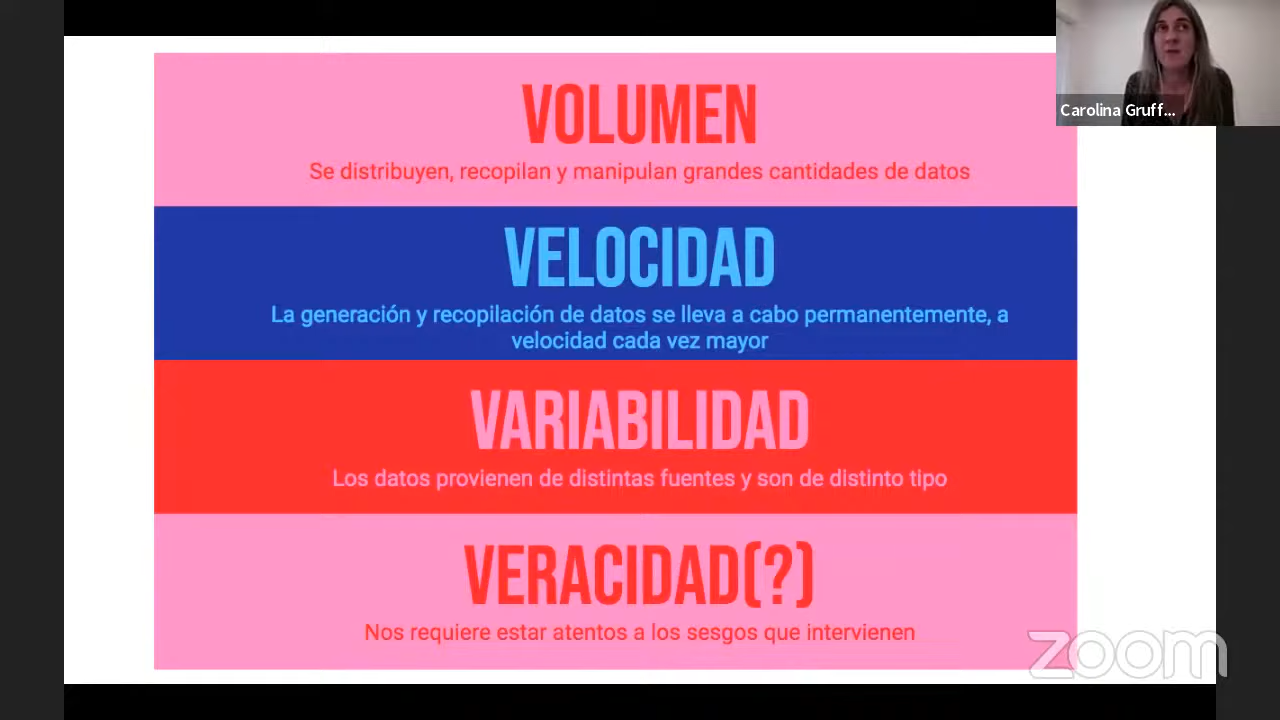 VOLUMEN
Se distribuyen, recopilan y manipulan grandes cantidades de datos
VELOCIDAD
La generación y recopilación de datos se lleva a cabo permanentemente, a
velocidad cada vez mayor
VARIABILIDAD
Los datos provienen de distintas fuentes y son de distinto tipo
VERACIDAD(?)
Nos requiere estar atentos a los sesgos que intervienen
Carolina Gruff...
zoom